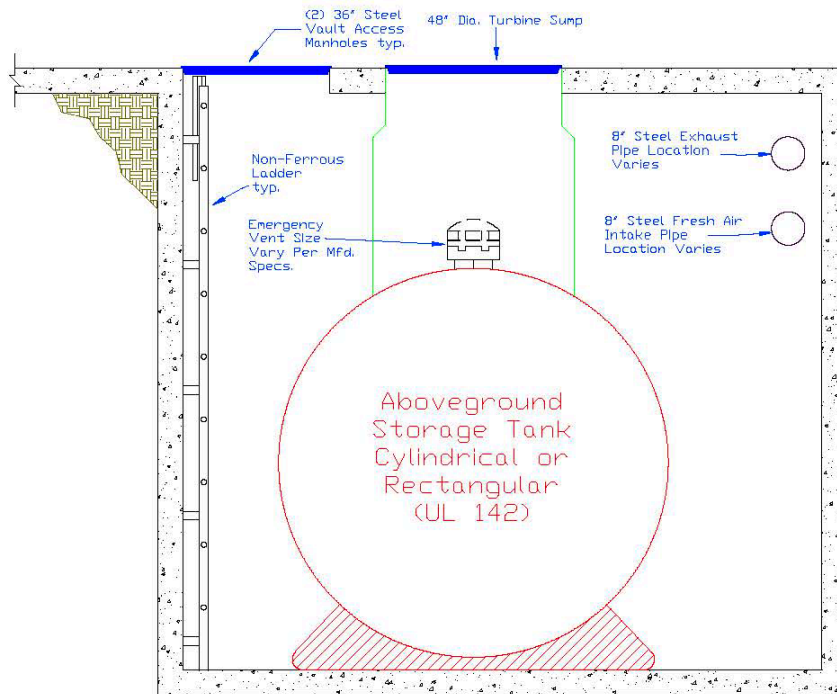 (2) 36" Steel
Vault Access
Manholes typ.
48" Dia. Turbine Sump
8" Steel Exhaust
Pipe Location
Varies
Non-Ferrous
Ladder
typ.
Emergency
Vent Size
Vary Per Mfd.
Specs.
8" Steel Fresh Air
Intake Pipe
Location Varies
Aboveground
Storage Tank
Cylindrical or
Rectangular
(UL 142)